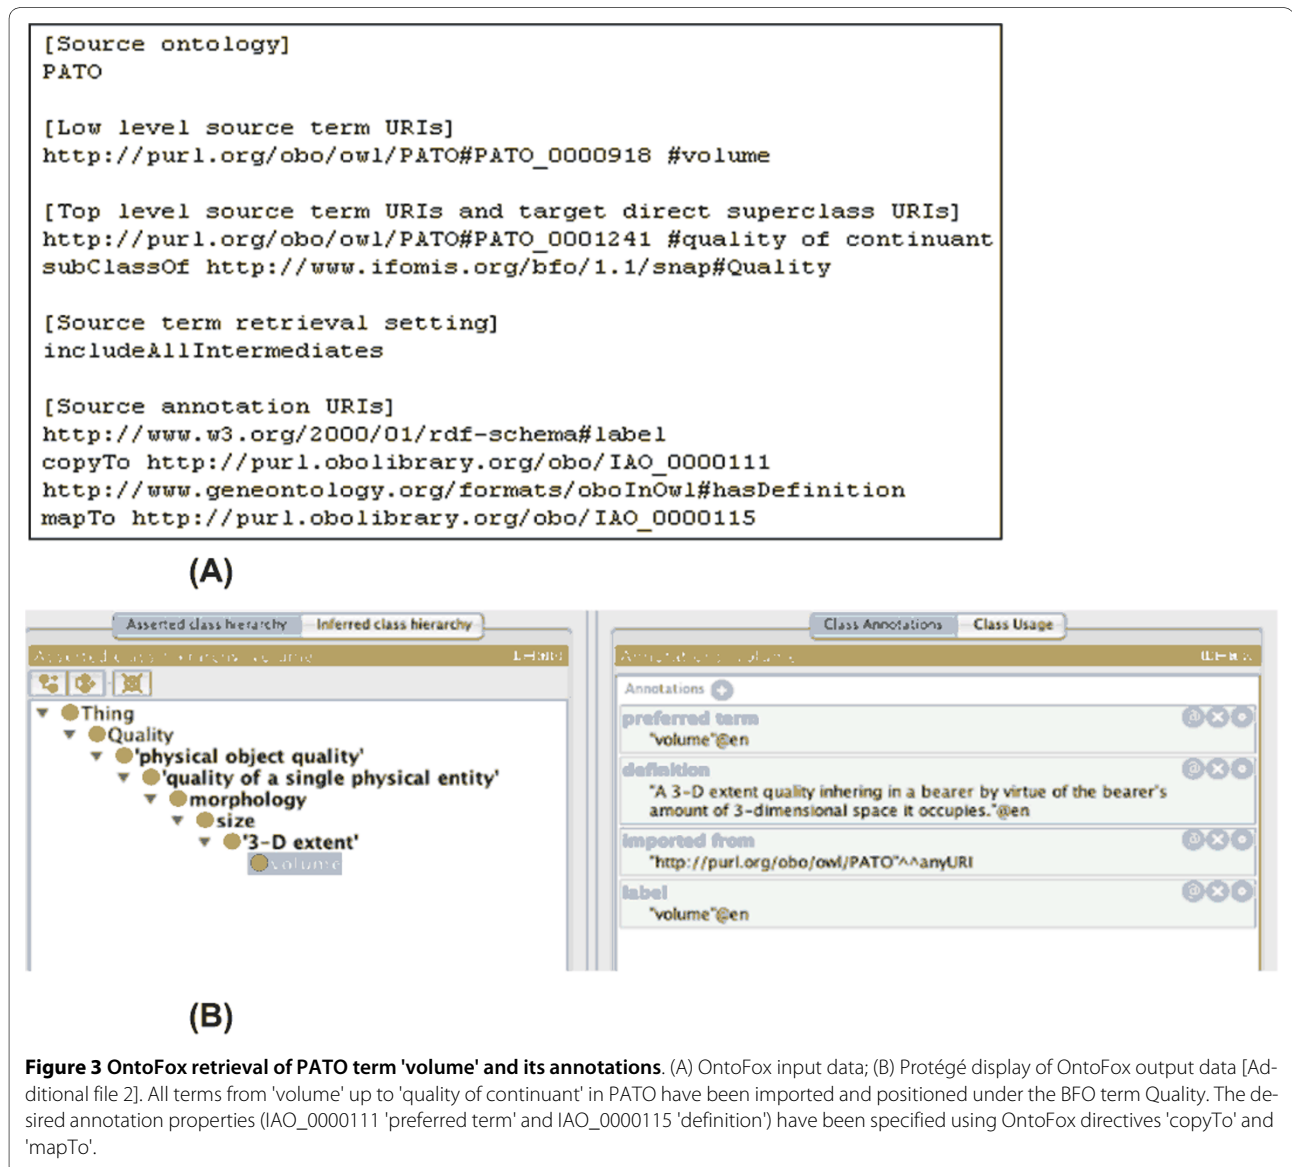 [Source ontology]
PATO
[Low level source term URIs]
http://purl.org/obo/owl/PATO#PATO_0000918 #volume
[Top level source term URIs and target direct superclass URIs]
http://purl.org/obo/owl/PATO#PATO_0001241 #quality of continuant
subClassOf http://www.ifomis.org/bfo/1.1/snap#Quality
[Source term retrieval setting]
includeAllIntermediates
[Source annotation URIs]
http://www.w3.org/2000/01/rdf-schema#label
copyTo http://purl.obolibrary.org/obo/IAO_0000111
http://www.geneontology.org/formats/oboInOwl#hasDefinition
mapTo http://purl.obolibrary.org/obo/IAO_0000115
(A)
Asserted class hierarchy Inferred class hierarchy
Asserted class hierarchy: volume
Thing
Quality
'physical object quality'
'quality of a single physical entity'
morphology
size
'3-D extent'
volume
Class Annotations Class Usage
Annotations: volume
Annotations
preferred term
"volume"@en
definition
"A 3-D extent quality inhering in a bearer by virtue of the bearer's
amount of 3-dimensional space it occupies."@en
imported from
"http://purl.org/obo/owl/PATO"^^anyURI
label
"volume"@en
(B)
Figure 3 OntoFox retrieval of PATO term 'volume' and its annotations. (A) OntoFox input data; (B) Protégé display of OntoFox output data [Ad-
ditional file 2]. All terms from 'volume' up to 'quality of continuant' in PATO have been imported and positioned under the BFO term Quality. The de-
sired annotation properties (IAO_0000111 'preferred term' and IAO_0000115 'definition') have been specified using OntoFox directives 'copyTo' and
'mapTo'.